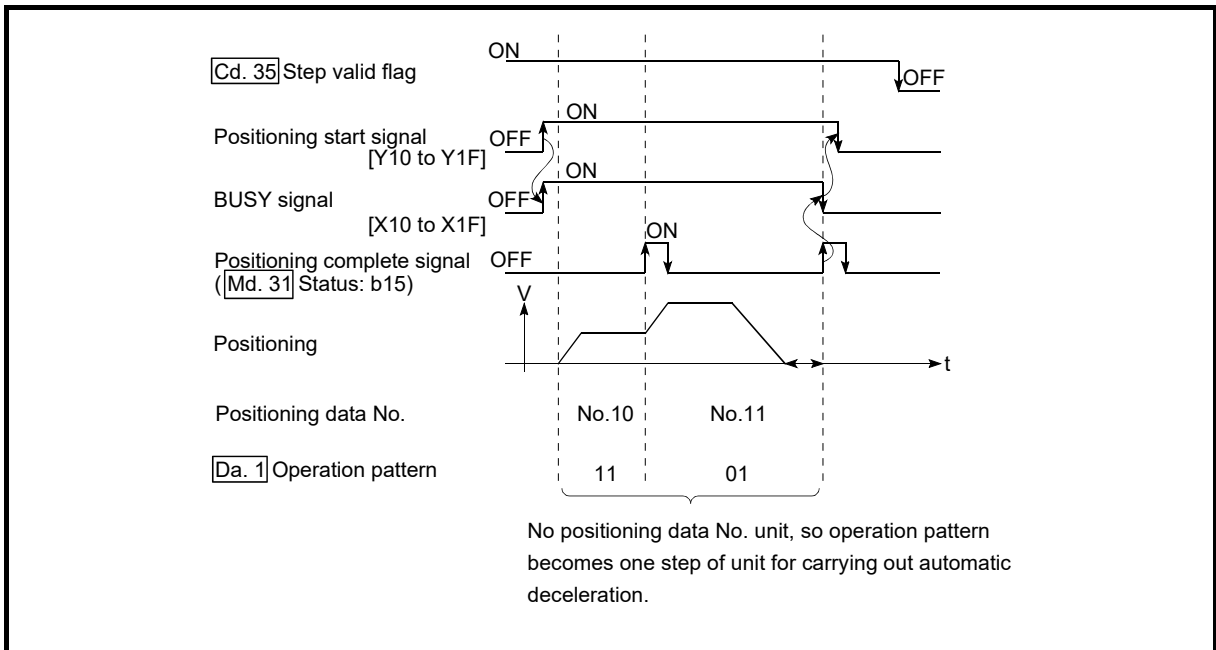 ON
Cd. 35 Step valid flag
OFF
ON
Positioning start signal OFF
[Y10 to Y1F]
ON
BUSY signal OFF
[X10 to X1F]
ON
Positioning complete signal OFF
( Md. 31 Status: b15)
V
Positioning
t
Positioning data No. No.10 No.11
Da. 1 Operation pattern 11 01
No positioning data No. unit, so operation pattern
becomes one step of unit for carrying out automatic
deceleration.